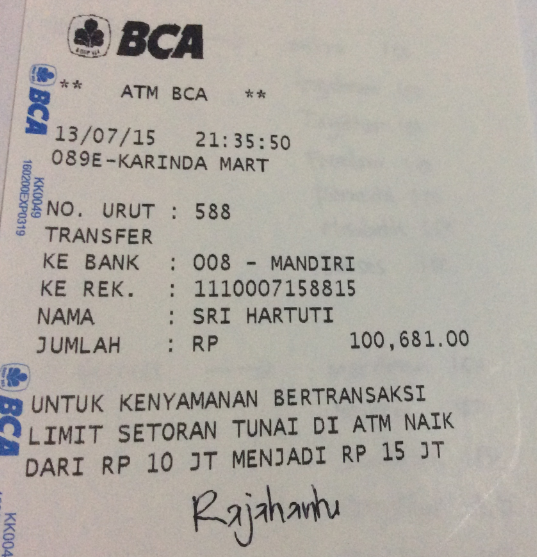 BCA
** ATM BCA **
13/07/15 21:35:50
089E-KARINDA MART
NO. URUT : 588
TRANSFER
KE BANK : 008 - MANDIRI
KE REK. : 1110007158815
NAMA : SRI HARTUTI
JUMLAH : RP 100,681.00
UNTUK KENYAMANAN BERTRANSAKSI
LIMIT SETORAN TUNAI DI ATM NAIK
DARI RP 10 JT MENJADI RP 15 JT
Rajahantu
BCA
KK0049
160200EXP0319
BCA
KK004